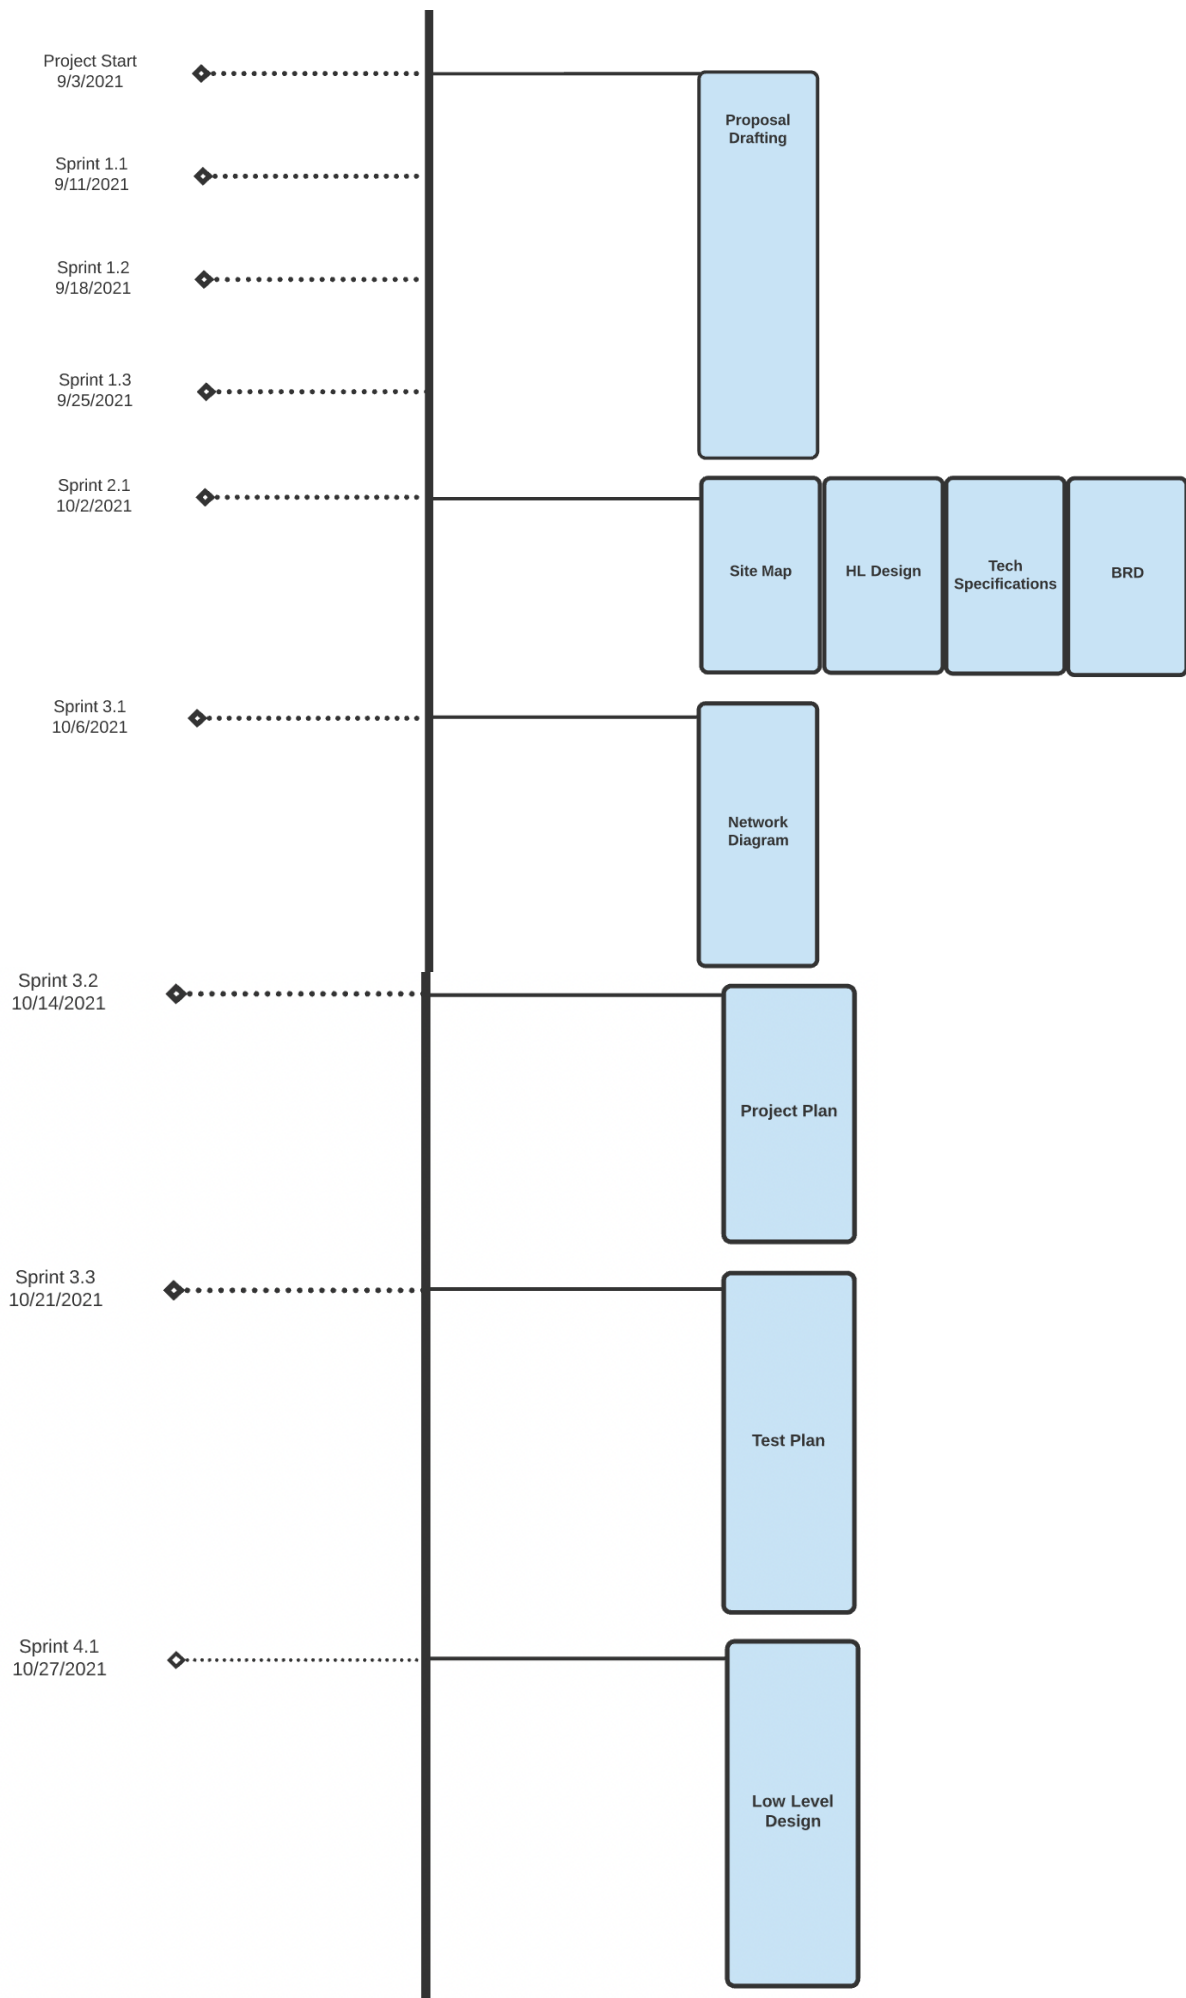 Project Start
9/3/2021
Proposal
Drafting
Sprint 1.1
9/11/2021
Sprint 1.2
9/18/2021
Sprint 1.3
9/25/2021
Sprint 2.1
10/2/2021
Site Map
HL Design
Tech
Specifications
BRD
Sprint 3.1
10/6/2021
Network
Diagram
Sprint 3.2
10/14/2021
Project Plan
Sprint 3.3
10/21/2021
Test Plan
Sprint 4.1
10/27/2021
Low Level
Design